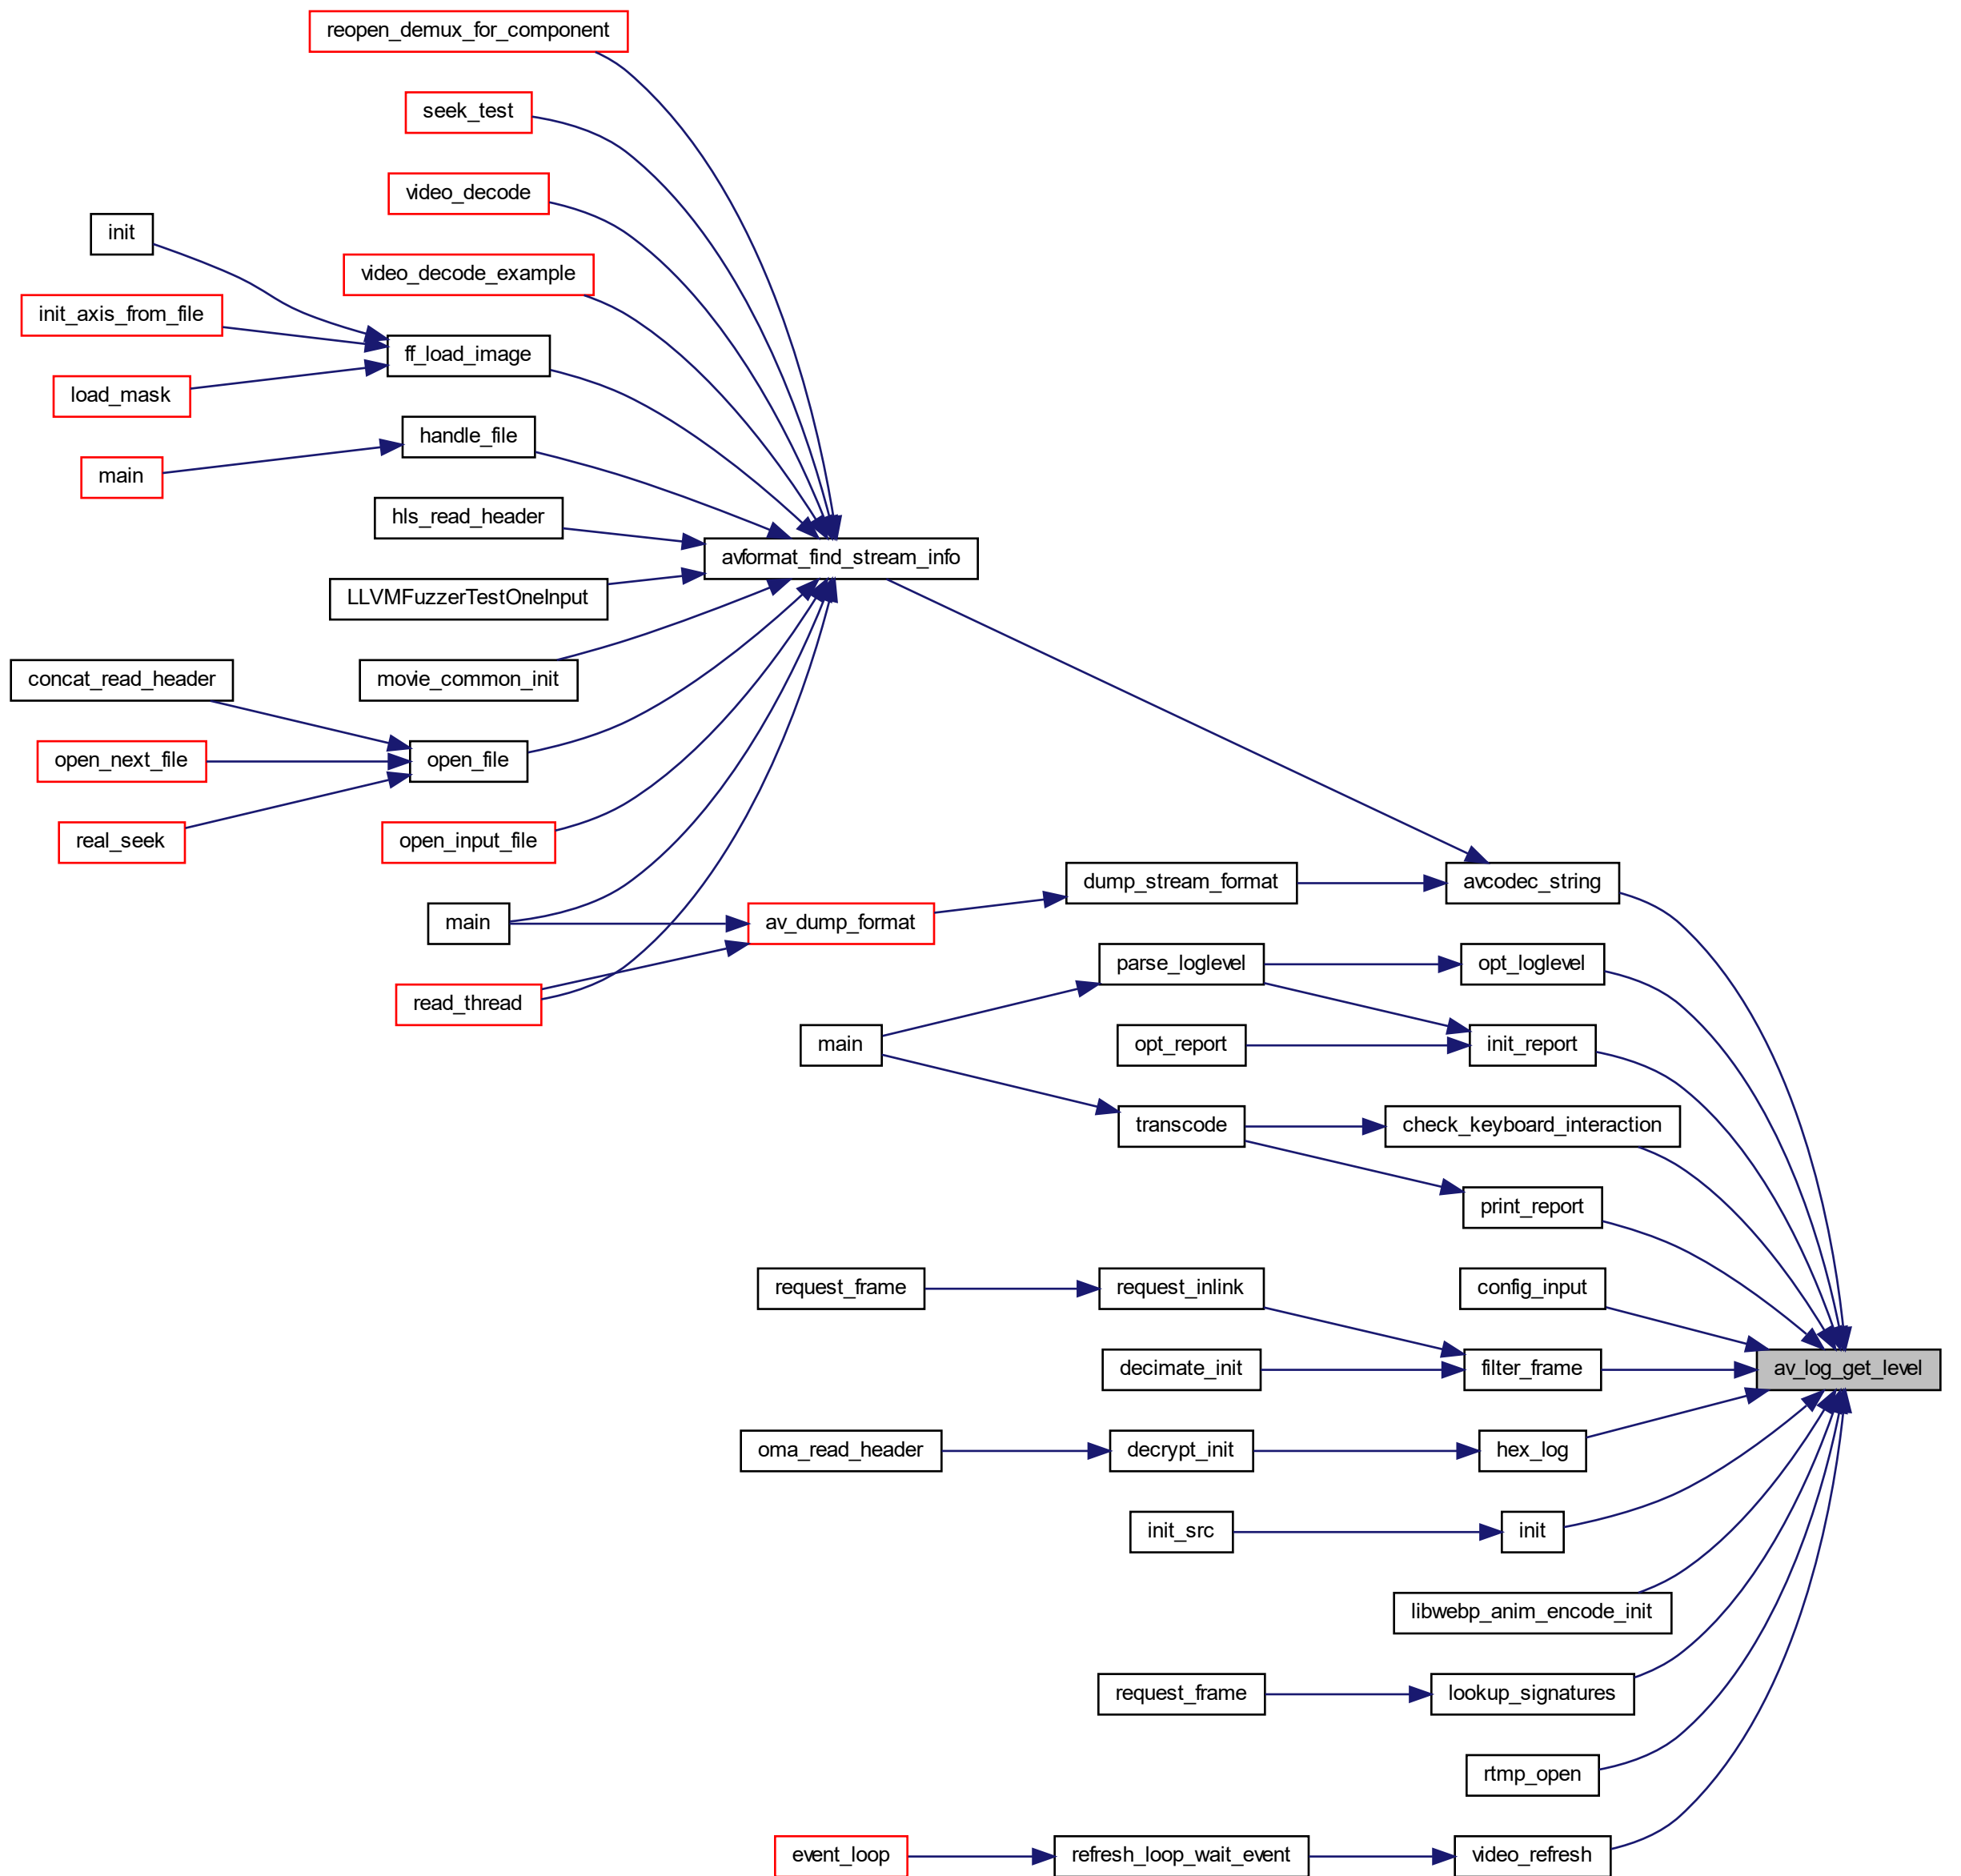 reopen_demux_for_component
seek_test
video_decode
init
video_decode_example
init_axis_from_file
ff_load_image
load_mask
handle_file
main
hls_read_header
avformat_find_stream_info
LLVMFuzzerTestOneInput
concat_read_header
movie_common_init
open_next_file
open_file
real_seek
open_input_file
dump_stream_format
avcodec_string
main
av_dump_format
parse_loglevel
opt_loglevel
read_thread
main
opt_report
init_report
transcode
check_keyboard_interaction
print_report
request_frame
request_inlink
config_input
decimate_init
filter_frame
av_log_get_level
oma_read_header
decrypt_init
hex_log
init_src
init
libwebp_anim_encode_init
request_frame
lookup_signatures
rtmp_open
event_loop
refresh_loop_wait_event
video_refresh